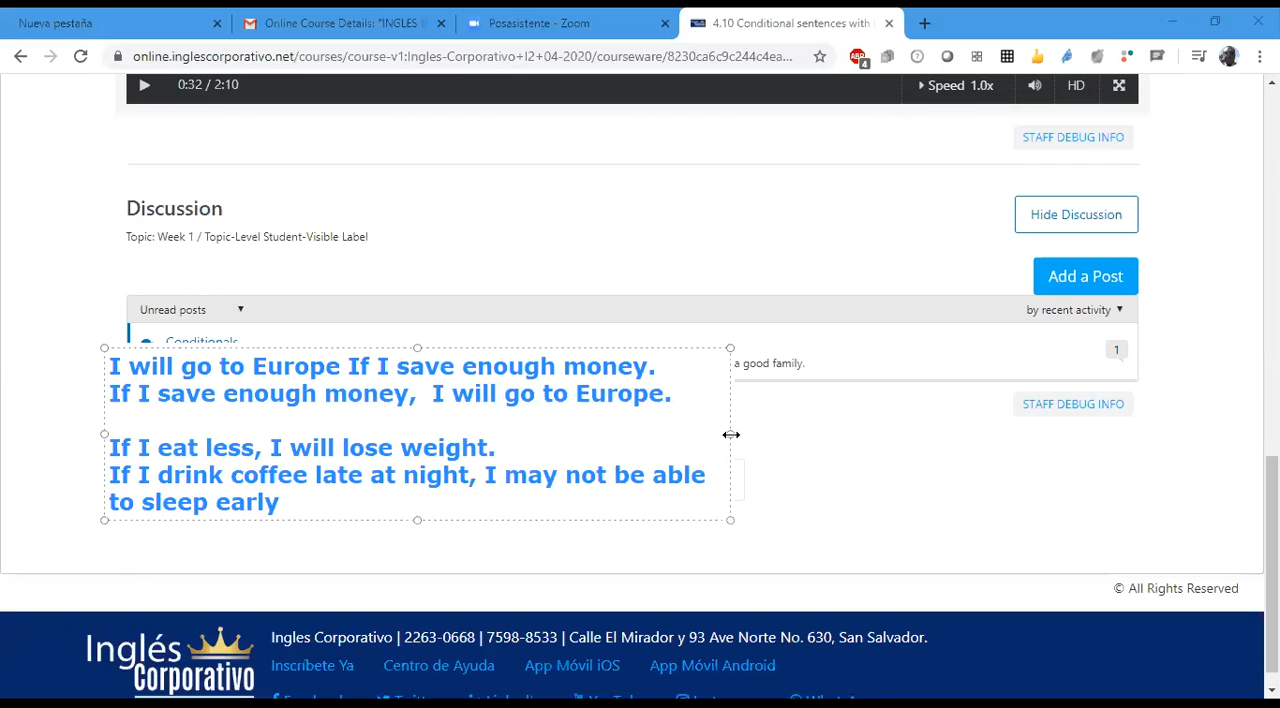 Nueva pestaña
Online Course Details: "INGLES
Posasistente - Zoom
4.10 Conditional sentences with
online.inglescorporativo.net/courses/course-v1:Ingles-Corporativo+I2+04-2020/courseware/8230ca6c9c244c4ea...
4
0:32 / 2:10
Speed 1.0x
HD
STAFF DEBUG INFO
Discussion
Hide Discussion
Topic: Week 1 / Topic-Level Student-Visible Label
Add a Post
Unread posts
by recent activity
Conditionals
1
a good family.
I will go to Europe If I save enough money.
If I save enough money, I will go to Europe.
STAFF DEBUG INFO
If I eat less, I will lose weight.
If I drink coffee late at night, I may not be able
to sleep early
© All Rights Reserved
Inglés
Corporativo
Ingles Corporativo | 2263-0668 | 7598-8533 | Calle El Mirador y 93 Ave Norte No. 630, San Salvador.
Inscríbete Ya
Centro de Ayuda
App Móvil iOS
App Móvil Android